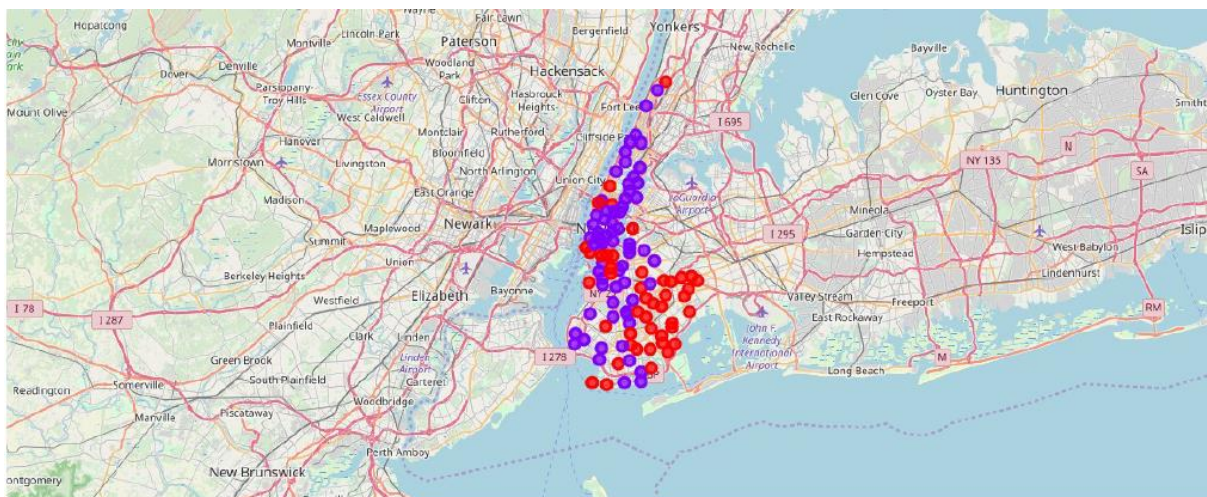 Hopatcong
Wayne
Fair Lawn
Bergenfield
Yonkers
Montville
Lincoln Park
Paterson
New Rochelle
Bayville
Dover
Denville
Woodland
Park
Hackensack
Huntington
Parsippany-
Troy Hills
Essex County
Airport
Clifton
Hasbrouck
Heights-
Fort Lee
Glen Cove
Oyster Bay
Mount Olive
West Caldwell
Rutherford
I 695
Montclair
Hanover
Bloomfield
Morristown
Livingston
North Arlington
NY 135
N
Union City
SA
Madison
East Orange
LaGuardia
Airport
Mineola
Summit
Maplewood
Newark
I 295
Garden City
West Babylon
Islip
Union
Hempstead
Berkeley Heights
Lindenhurst
Elizabeth
Bayonne
Valley Stream
Freeport
I 78
I 287
Westfield
East Rockaway
RM
Plainfield
Clark
Linden
John F.
Kennedy
International
Airport
I 278
M
Green Brook
Linden
Airport
Long Beach
Readington
Somerville
South Plainfield
Carteret
Manville
Piscataway
Woodbridge
Perth Amboy
New Brunswick